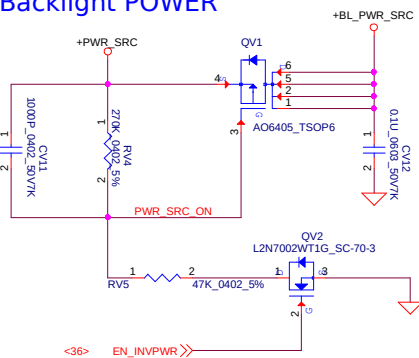 Backlight POWER
+BL_PWR_SRC
+PWR_SRC
QV1
4
S
D
6
5
2
1
G
3
AO6405_TSOP6
1
2
CV11
1000P_0402_50V7K
1
2
RV4
270K_0402_5%
1
2
CV12
0.1U_0603_50V7K
PWR_SRC_ON
QV2
L2N7002WT1G_SC-70-3
RV5
1
2
47K_0402_5%
1
D
S
3
2
G
<36>
EN_INVPWR